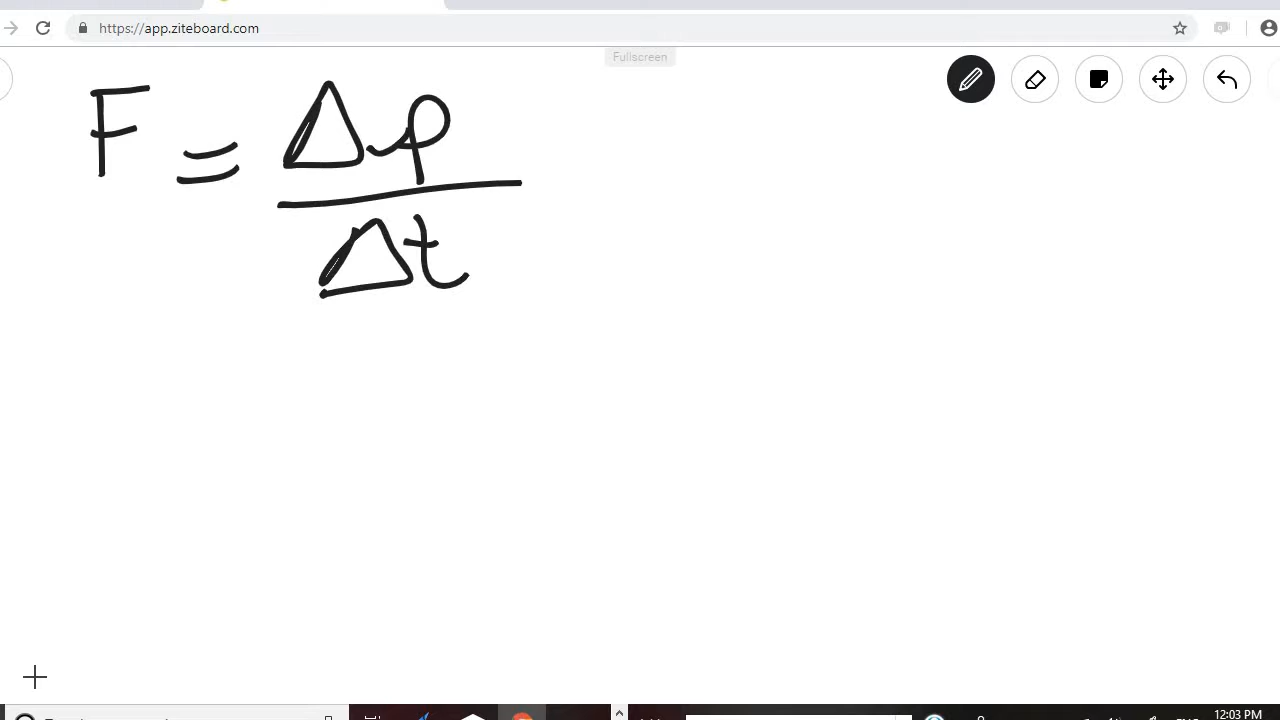 https://app.ziteboard.com
Fullscreen
F = Δp
Δt
12:03 PM